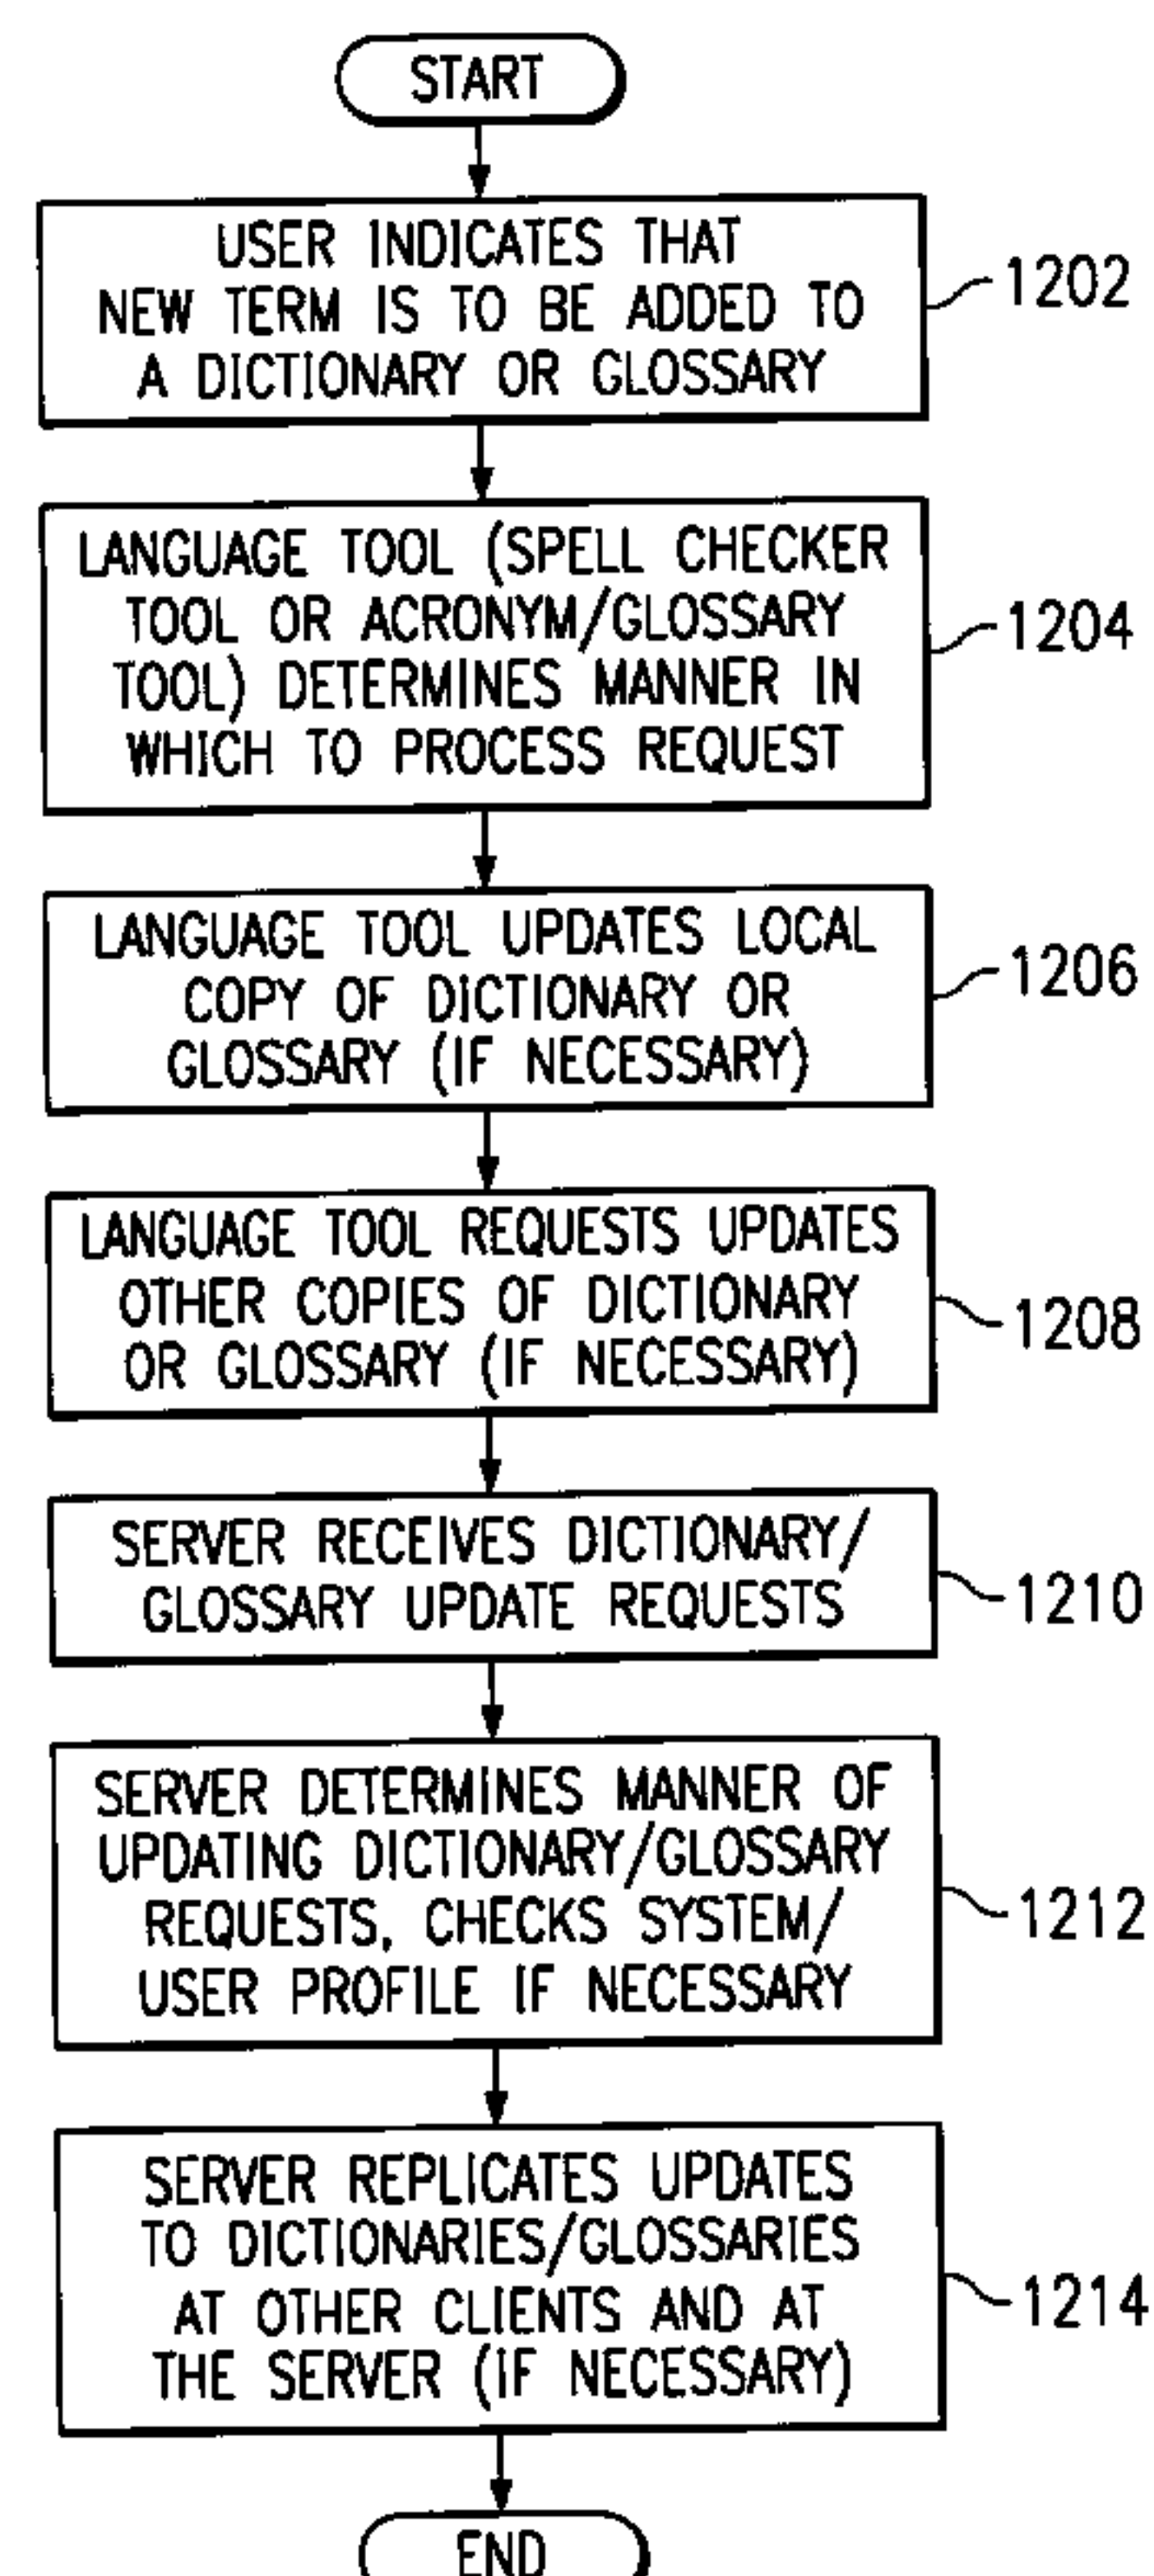 START
USER INDICATES THAT
NEW TERM IS TO BE ADDED TO
A DICTIONARY OR GLOSSARY
1202
LANGUAGE TOOL (SPELL CHECKER
TOOL OR ACRONYM/GLOSSARY
TOOL) DETERMINES MANNER IN
WHICH TO PROCESS REQUEST
1204
LANGUAGE TOOL UPDATES LOCAL
COPY OF DICTIONARY OR
GLOSSARY (IF NECESSARY)
1206
LANGUAGE TOOL REQUESTS UPDATES
OTHER COPIES OF DICTIONARY
OR GLOSSARY (IF NECESSARY)
1208
SERVER RECEIVES DICTIONARY/
GLOSSARY UPDATE REQUESTS
1210
SERVER DETERMINES MANNER OF
UPDATING DICTIONARY/GLOSSARY
REQUESTS, CHECKS SYSTEM/
USER PROFILE IF NECESSARY
1212
SERVER REPLICATES UPDATES
TO DICTIONARIES/GLOSSARIES
AT OTHER CLIENTS AND AT
THE SERVER (IF NECESSARY)
1214
END